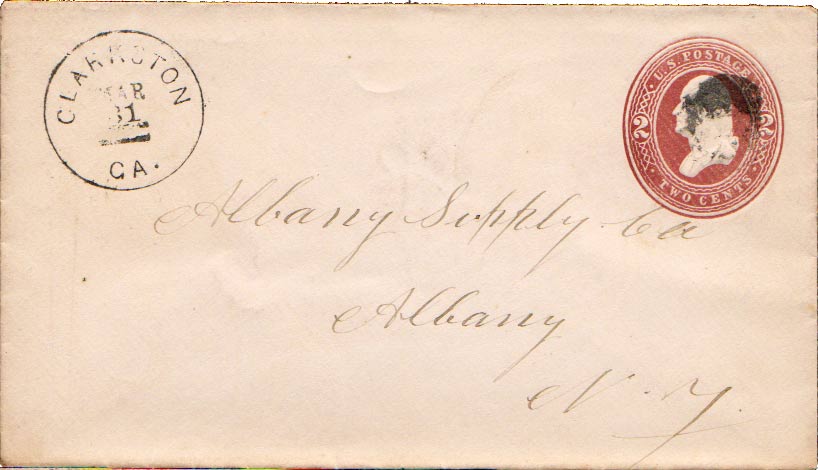 CLARKSTON
MAR
31
GA.
U.S. POSTAGE
2 2
TWO CENTS
Albany Supply Co
Albany
N. Y.